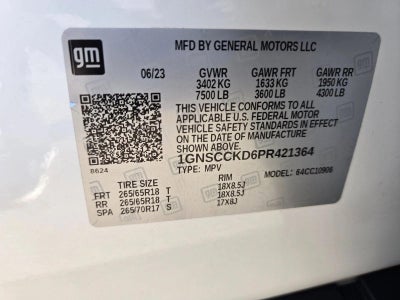 gm
MFD BY GENERAL MOTORS LLC
06/23 GVWR GAWR FRT GAWR RR
3402 KG 1633 KG 1950 KG
7500 LB 3600 LB 4300 LB
THIS VEHICLE CONFORMS TO ALL
APPLICABLE U.S. FEDERAL MOTOR
VEHICLE SAFETY STANDARDS IN EFFECT
ON THE DATE OF MANUFACTURE
SHOWN ABOVE.
1GNSCCKD6PR421364
8624 TYPE: MPV MODEL: 64CC10906
TIRE SIZE RIM
FRT 265/65R18 T 18X8.5J
RR 265/65R18 T 18X8.5J
SPA 265/70R17 S 17X8J